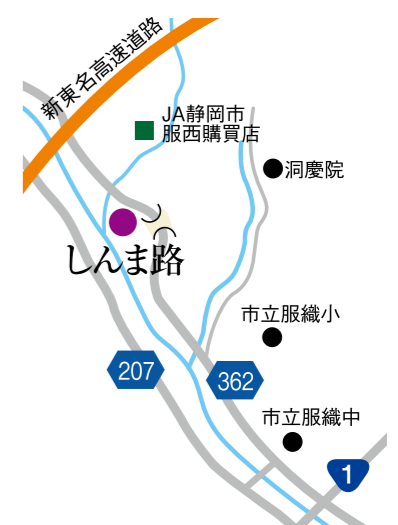 新東名高速道路
JA静岡市
服西購買店
洞慶院
しんま路
市立服織小
207
362
市立服織中
1